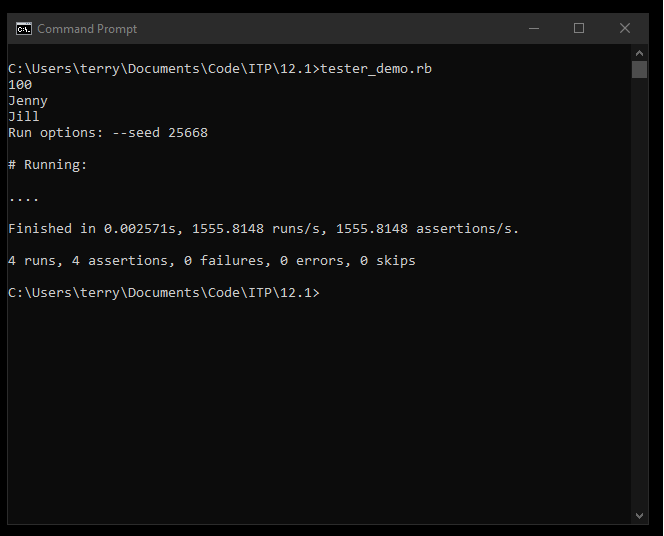 Command Prompt
C:\Users\terry\Documents\Code\ITP\12.1>tester_demo.rb
100
Jenny
Jill
Run options: --seed 25668
# Running:
....
Finished in 0.002571s, 1555.8148 runs/s, 1555.8148 assertions/s.
4 runs, 4 assertions, 0 failures, 0 errors, 0 skips
C:\Users\terry\Documents\Code\ITP\12.1>